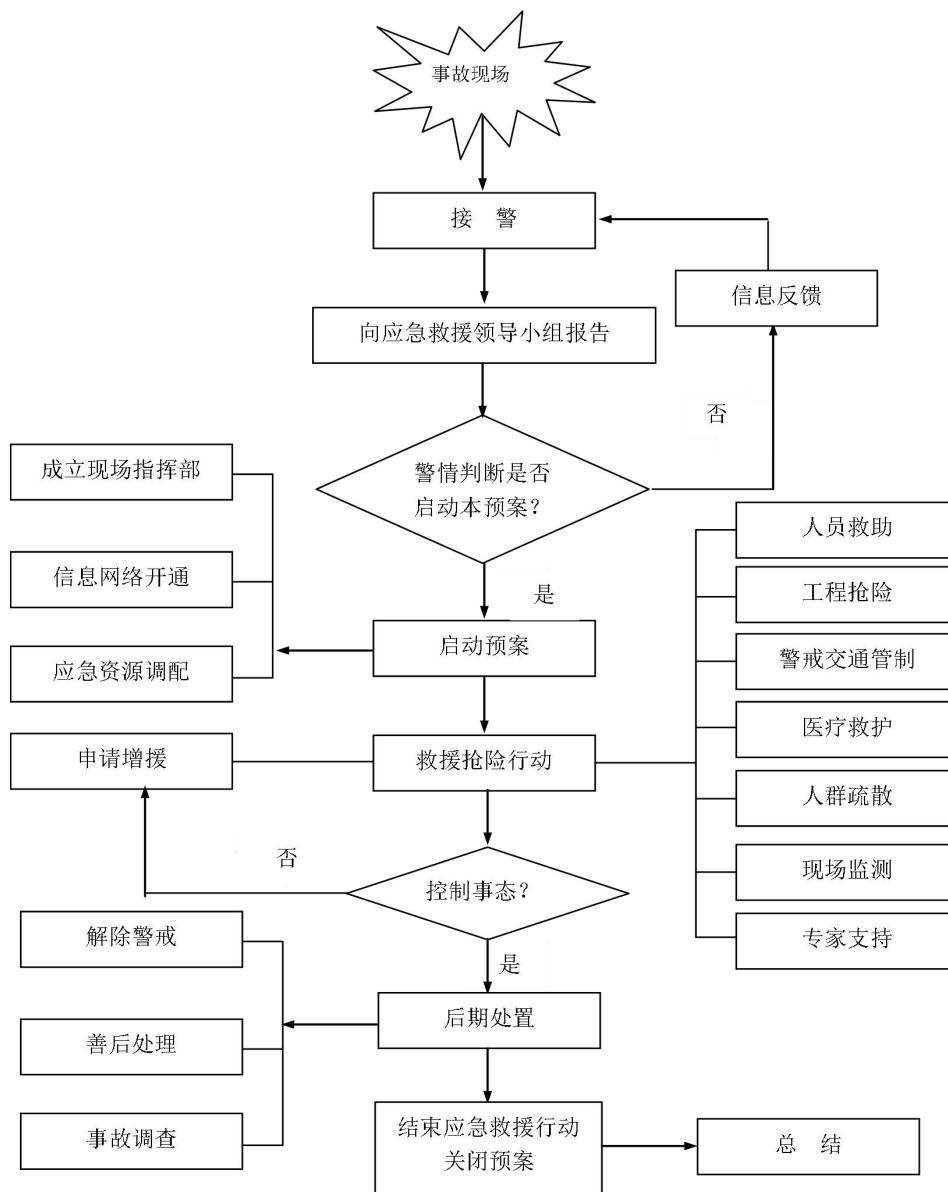 事故现场
接　警
信息反馈
向应急救援领导小组报告
否
警情判断是否
启动本预案？
成立现场指挥部
信息网络开通
应急资源调配
是
启动预案
人员救助
工程抢险
警戒交通管制
医疗救护
人群疏散
现场监测
专家支持
申请增援
救援抢险行动
否
控制事态？
是
解除警戒
善后处理
事故调查
后期处置
结束应急救援行动
关闭预案
总　结